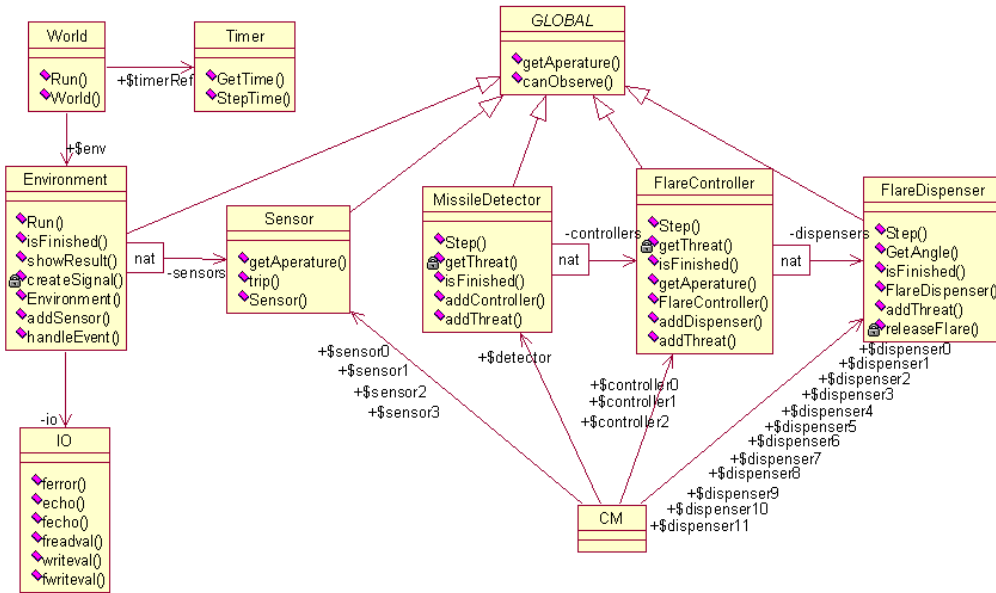 World
Run()
World()
Timer
GetTime()
StepTime()
+$timerRef
GLOBAL
getAperature()
canObserve()
+$env
Environment
Run()
isFinished()
showResult()
createSignal()
Environment()
addSensor()
handleEvent()
nat
-sensors
Sensor
getAperature()
trip()
Sensor()
MissileDetector
Step()
getThreat()
isFinished()
addController()
addThreat()
-controllers
nat
FlareController
Step()
getThreat()
isFinished()
getAperature()
FlareController()
addDispenser()
addThreat()
-dispensers
nat
FlareDispenser
Step()
GetAngle()
isFinished()
FlareDispenser()
addThreat()
releaseFlare()
+$sensor0
+$sensor1
+$sensor2
+$sensor3
+$detector
+$controller0
+$controller1
+$controller2
+$dispenser0
+$dispenser1
+$dispenser2
+$dispenser3
+$dispenser4
+$dispenser5
+$dispenser6
+$dispenser7
+$dispenser8
+$dispenser9
+$dispenser10
+$dispenser11
-io
IO
ferror()
echo()
fecho()
freadval()
writeval()
fwriteval()
CM